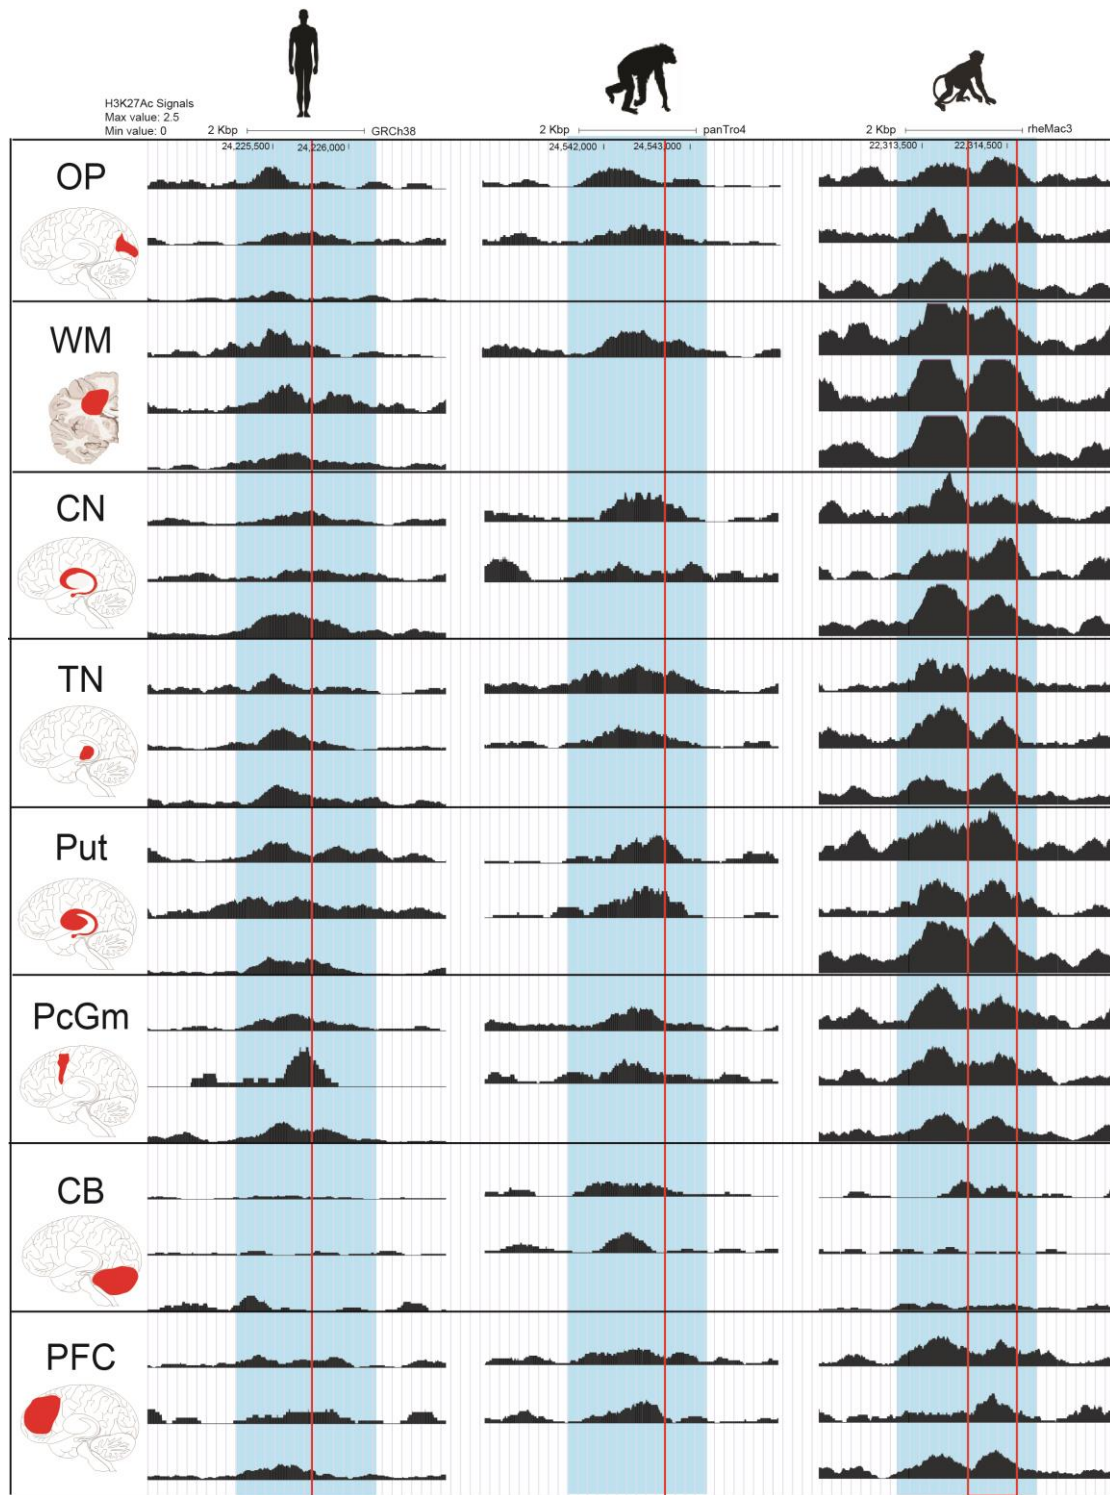 H3K27Ac Signals
Max value: 2.5
Min value: 0
2 Kbp GRCh38
2 Kbp panTro4
2 Kbp rheMac3
24,225,500 24,226,000
24,542,000 24,543,000
22,313,500 22,314,500
OP
WM
CN
TN
Put
PcGm
CB
PFC